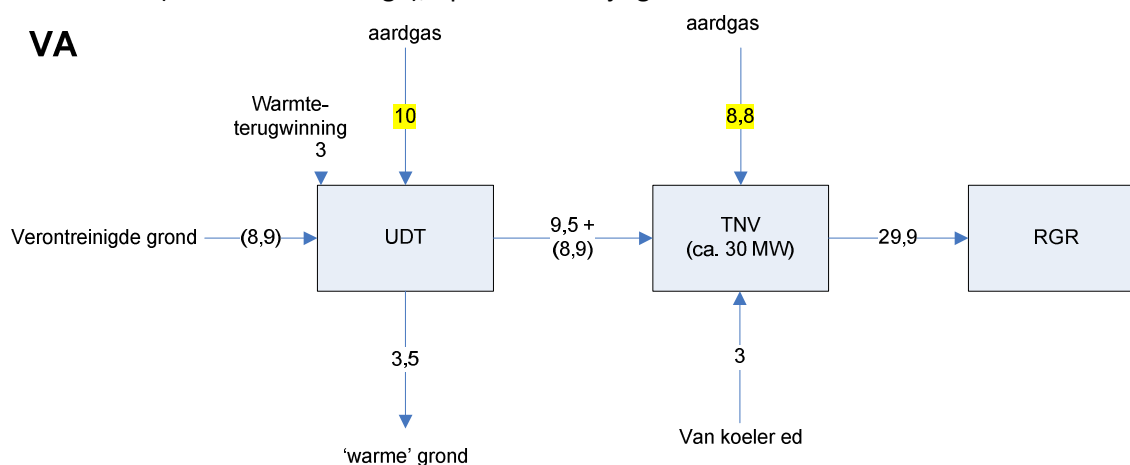 VA
aardgas
aardgas
10
8,8
Warmte-
terugwinning
3
Verontreinigde grond
(8,9)
UDT
9,5 +
(8,9)
TNV
(ca. 30 MW)
29,9
RGR
3,5
3
'warme' grond
Van koeler ed